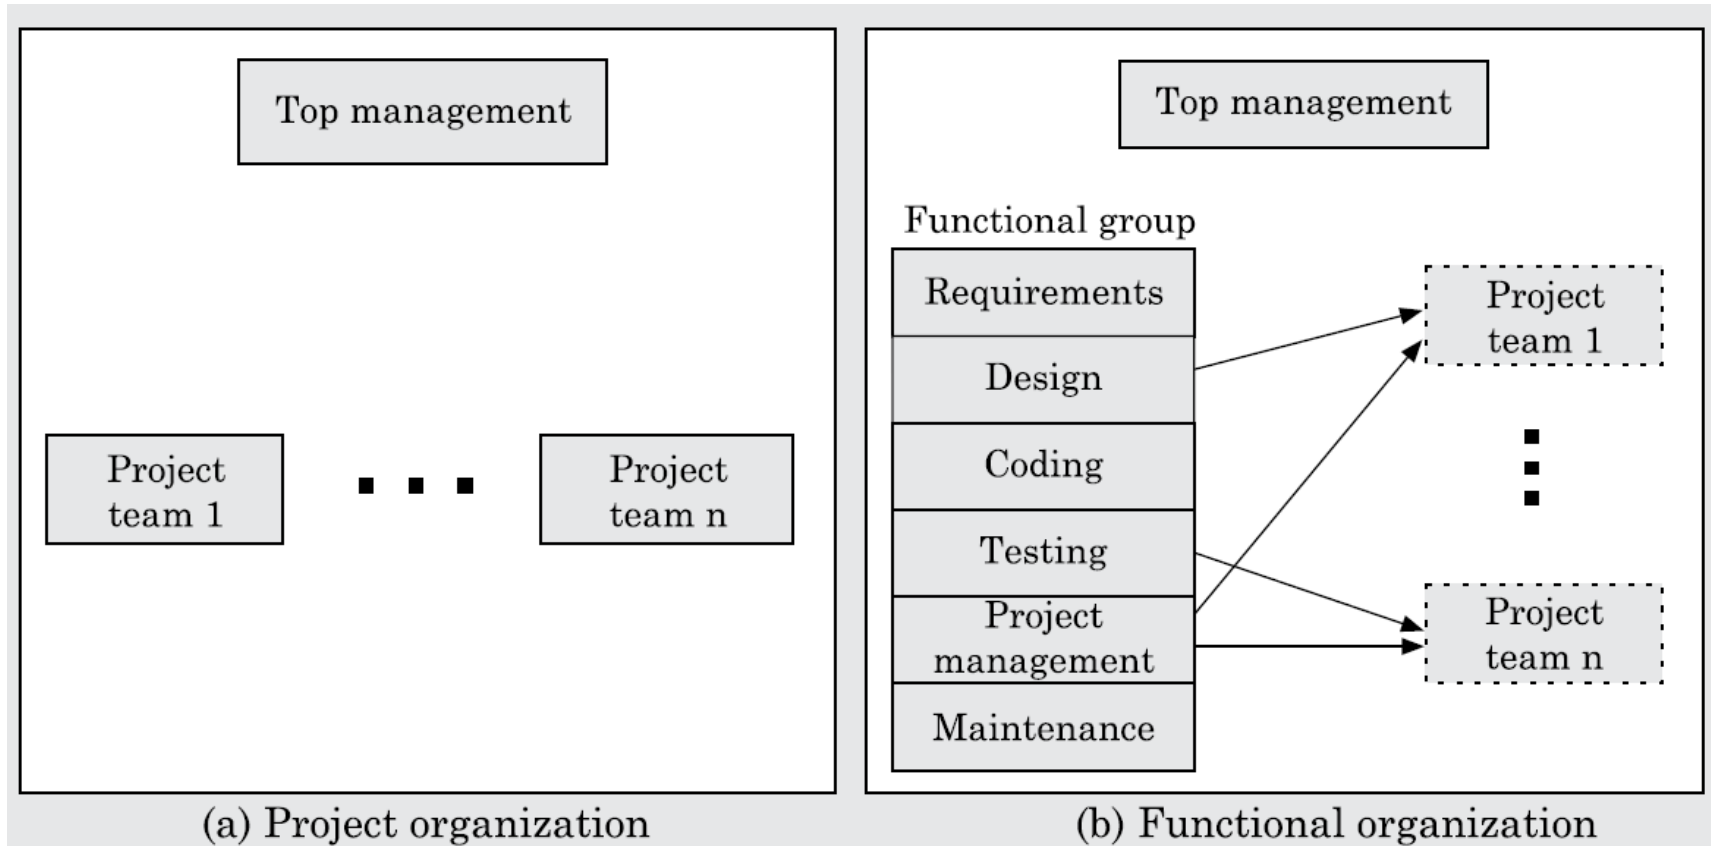 Top management
Project
team 1
Project
team n
(a) Project organization
Top management
Functional group
Requirements
Design
Coding
Testing
Project
management
Maintenance
Project
team 1
Project
team n
(b) Functional organization